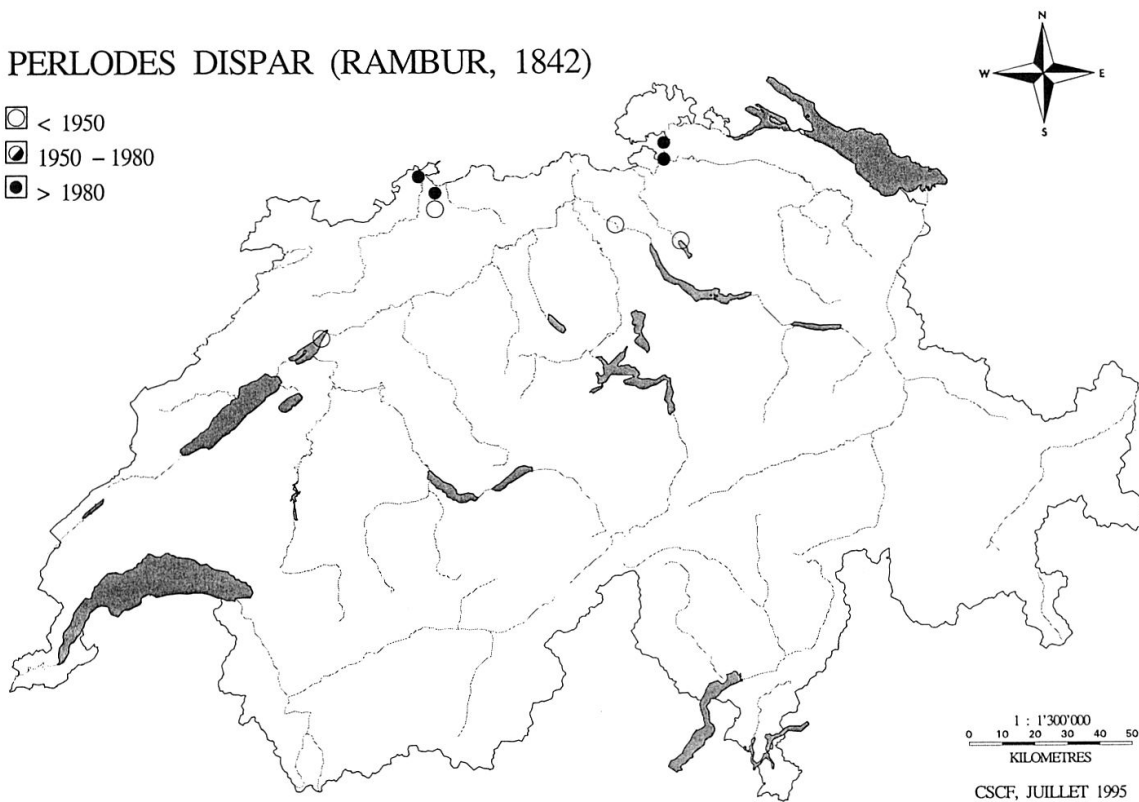 N
PERLODES DISPAR (RAMBUR, 1842)
W E
S
< 1950
1950 – 1980
> 1980
1 : 1'300'000
0 10 20 30 40 50
KILOMETRES
CSCF, JUILLET 1995